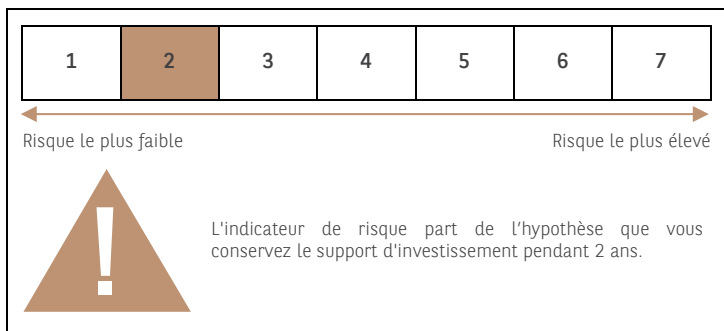 1 2 3 4 5 6 7
Risque le plus faible Risque le plus élevé
!
L'indicateur de risque part de l'hypothèse que vous
conservez le support d'investissement pendant 2 ans.